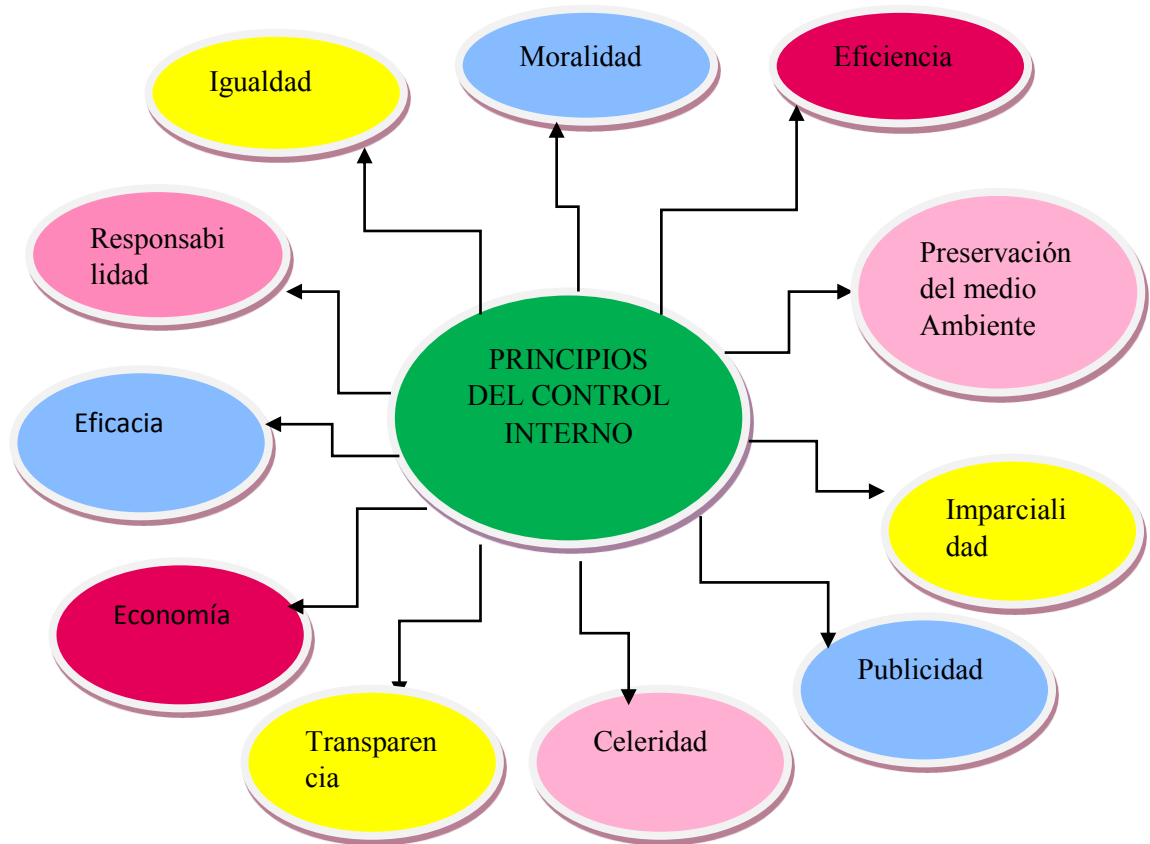 Igualdad
Moralidad
Eficiencia
Responsabi
lidad
Preservación
del medio
Ambiente
PRINCIPIOS
DEL CONTROL
INTERNO
Eficacia
Imparciali
dad
Economía
Publicidad
Transparen
cia
Celeridad